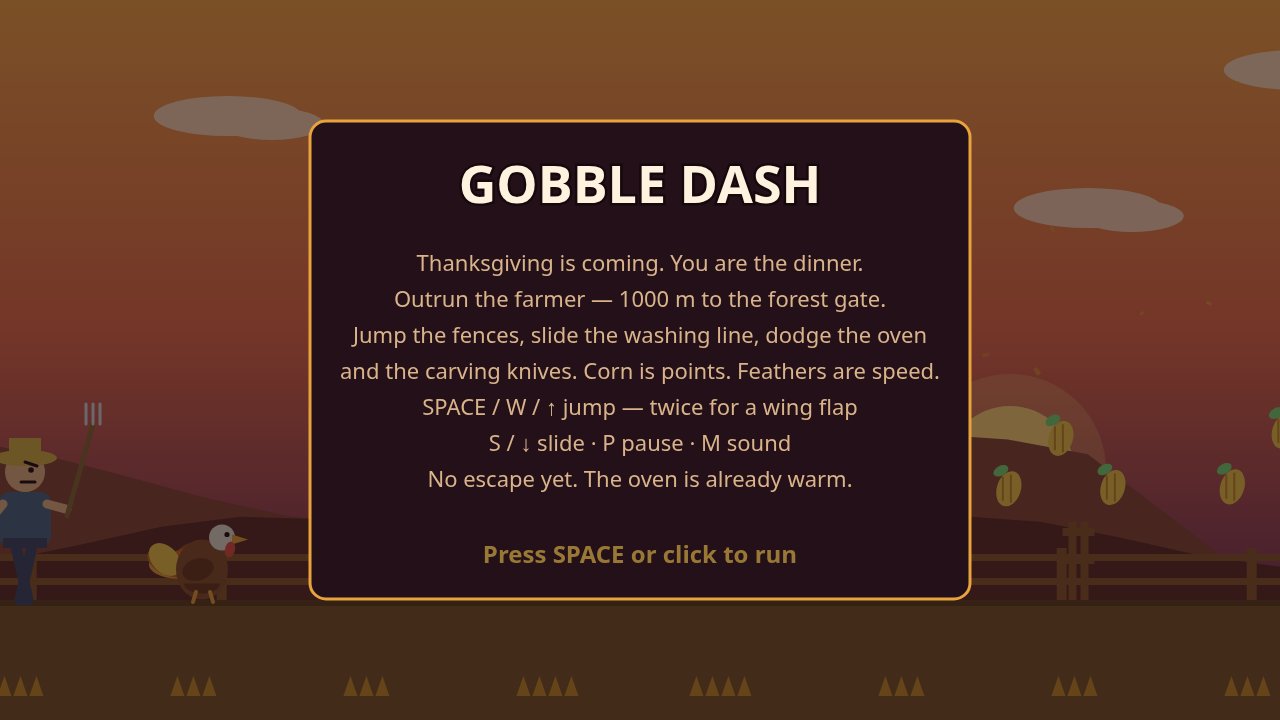 GOBBLE DASH
Thanksgiving is coming. You are the dinner.
Outrun the farmer — 1000 m to the forest gate.
Jump the fences, slide the washing line, dodge the oven
and the carving knives. Corn is points. Feathers are speed.
SPACE / W / ↑ jump — twice for a wing flap
S / ↓ slide · P pause · M sound
No escape yet. The oven is already warm.
Press SPACE or click to run